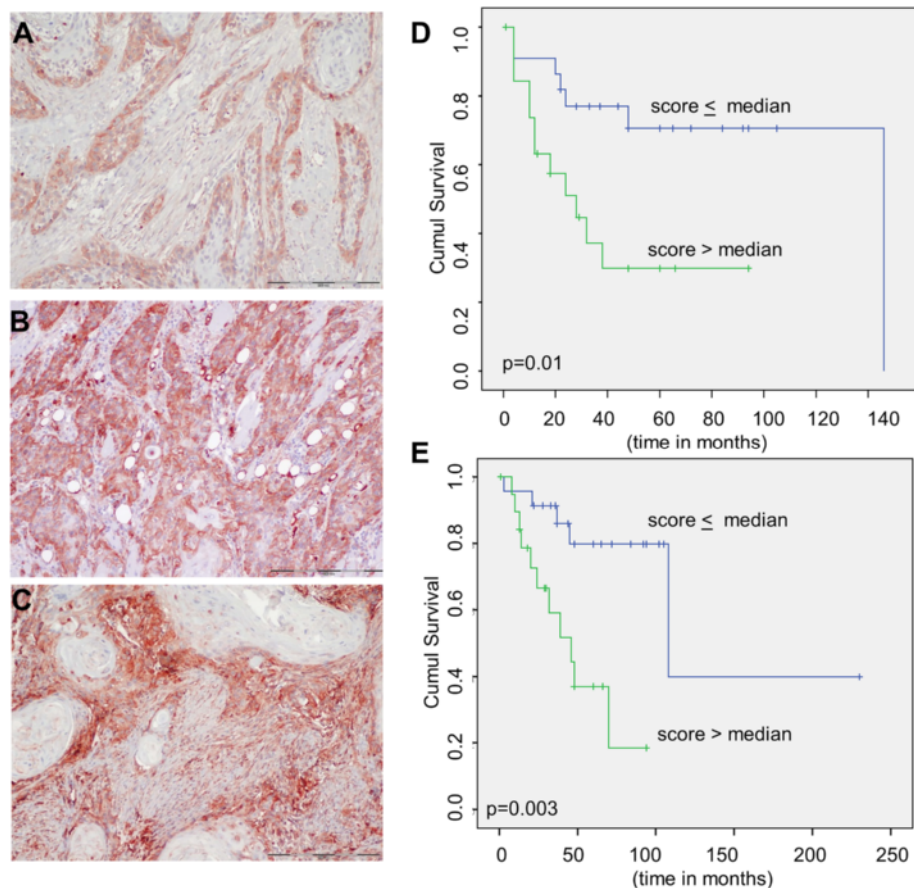 A
B
C
D
Cumul Survival
1.0
0.8
0.6
0.4
0.2
0.0
score ≤ median
score > median
p=0.01
0 20 40 60 80 100 120 140
(time in months)
E
Cumul Survival
1.0
0.8
0.6
0.4
0.2
0.0
score ≤ median
score > median
p=0.003
0 50 100 150 200 250
(time in months)